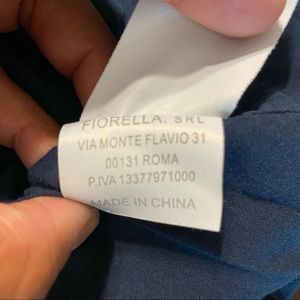 FIORELLA. SRL
VIA MONTE FLAVIO 31
00131 ROMA
P.IVA 13377971000
MADE IN CHINA